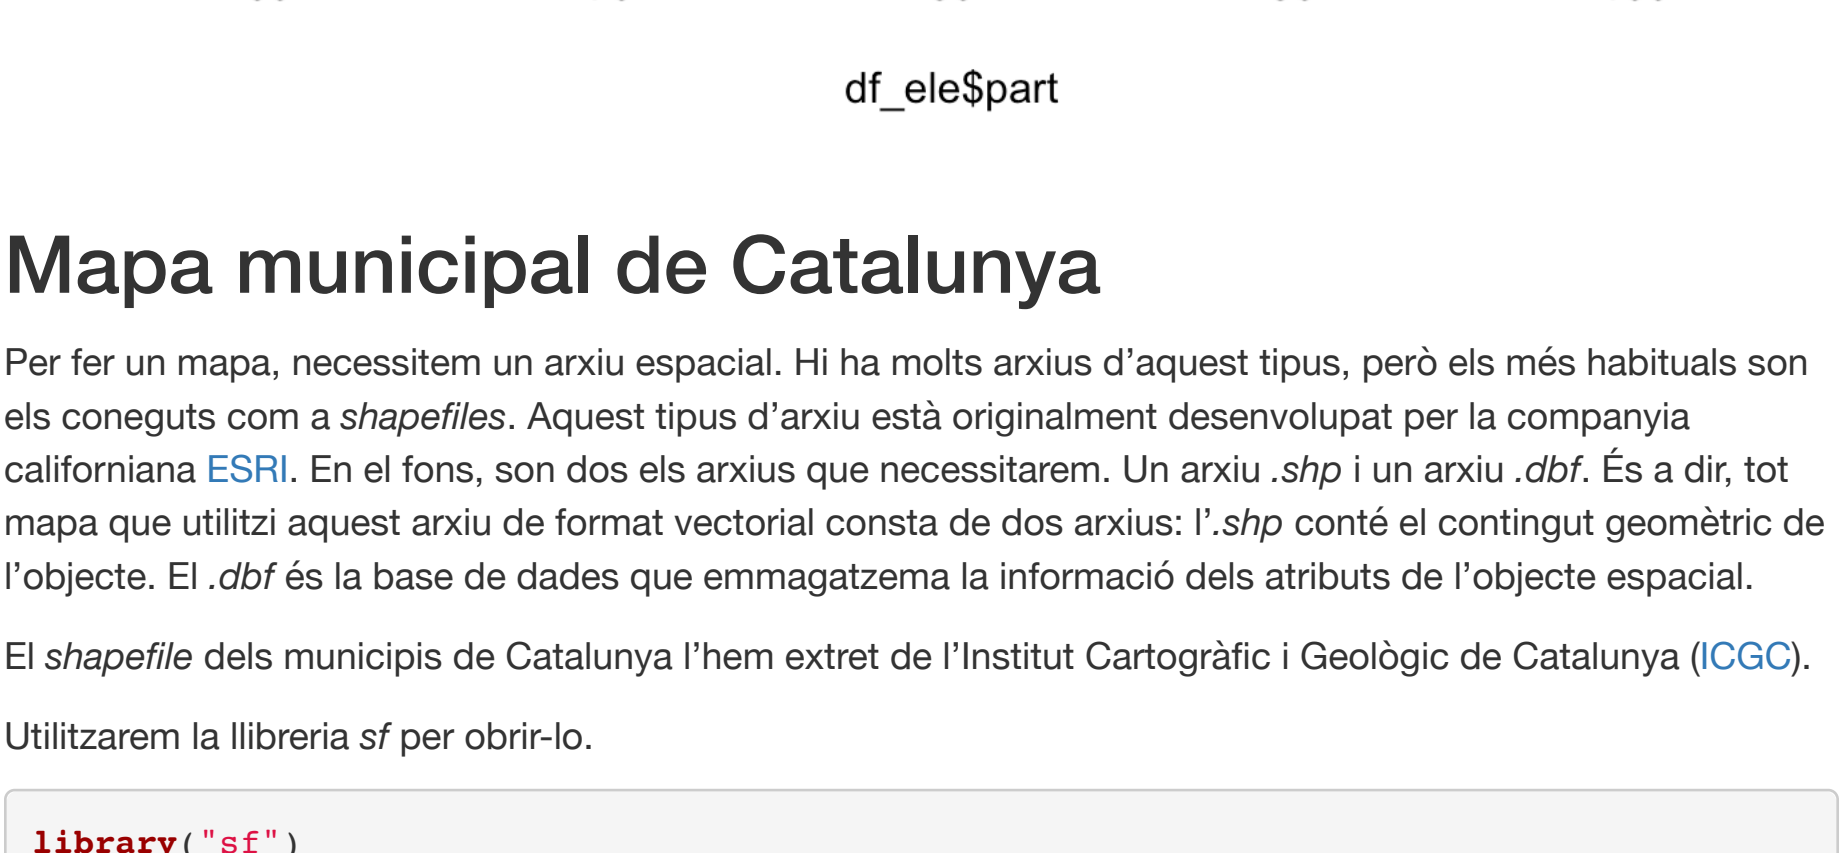 df_ele$part
Mapa municipal de Catalunya
Per fer un mapa, necessitem un arxiu espacial. Hi ha molts arxius d’aquest tipus, però els més habituals son
els coneguts com a shapefiles. Aquest tipus d’arxiu està originalment desenvolupat per la companyia
californiana ESRI. En el fons, son dos els arxius que necessitarem. Un arxiu .shp i un arxiu .dbf. És a dir, tot
mapa que utilitzi aquest arxiu de format vectorial consta de dos arxius: l’.shp conté el contingut geomètric de
l’objecte. El .dbf és la base de dades que emmagatzema la informació dels atributs de l’objecte espacial.
El shapefile dels municipis de Catalunya l’hem extret de l’Institut Cartogràfic i Geològic de Catalunya (ICGC).
Utilitzarem la llibreria sf per obrir-lo.
library("sf")